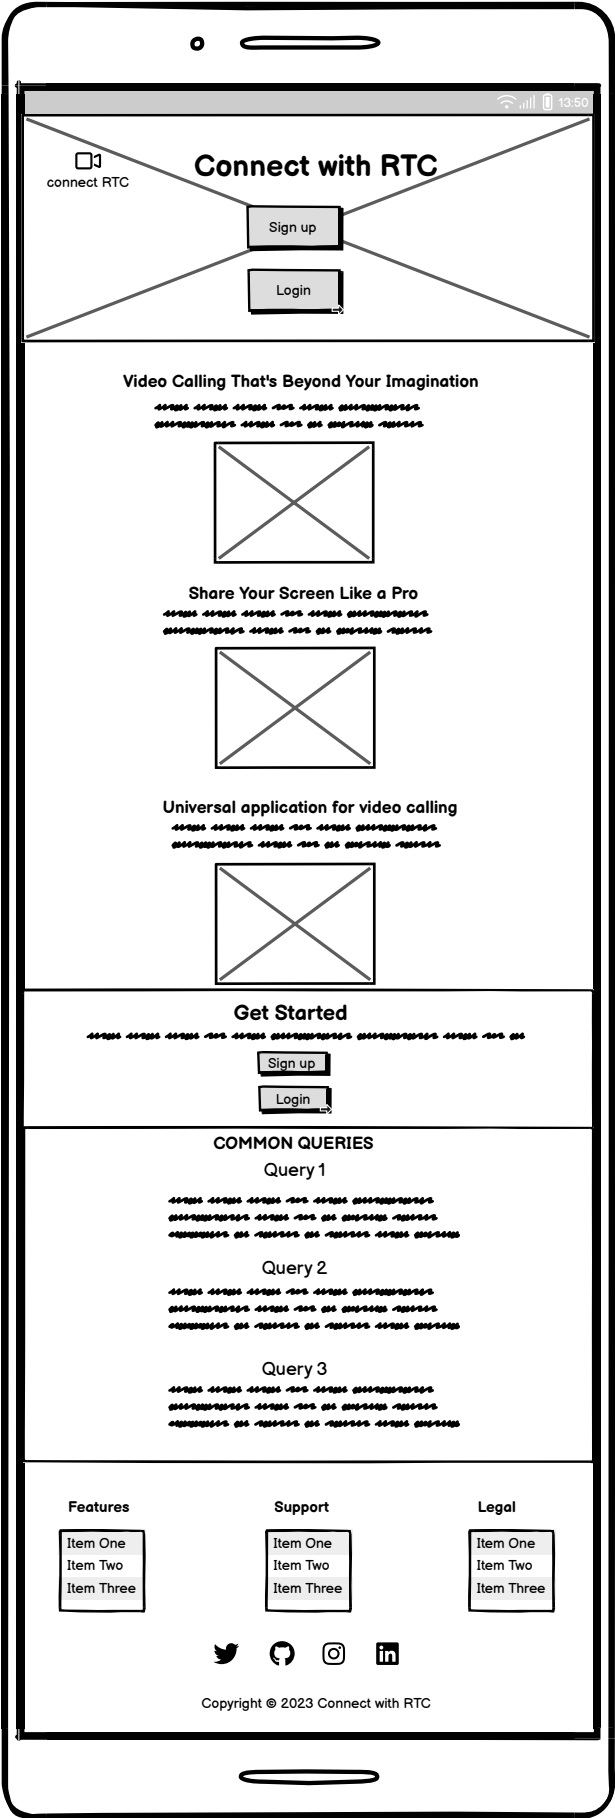 13:50
connect RTC
Connect with RTC
Sign up
Login
Video Calling That's Beyond Your Imagination
Share Your Screen Like a Pro
Universal application for video calling
Get Started
Sign up
Login
COMMON QUERIES
Query 1
Query 2
Query 3
Features Support Legal
Item One Item One Item One
Item Two Item Two Item Two
Item Three Item Three Item Three
Copyright © 2023 Connect with RTC